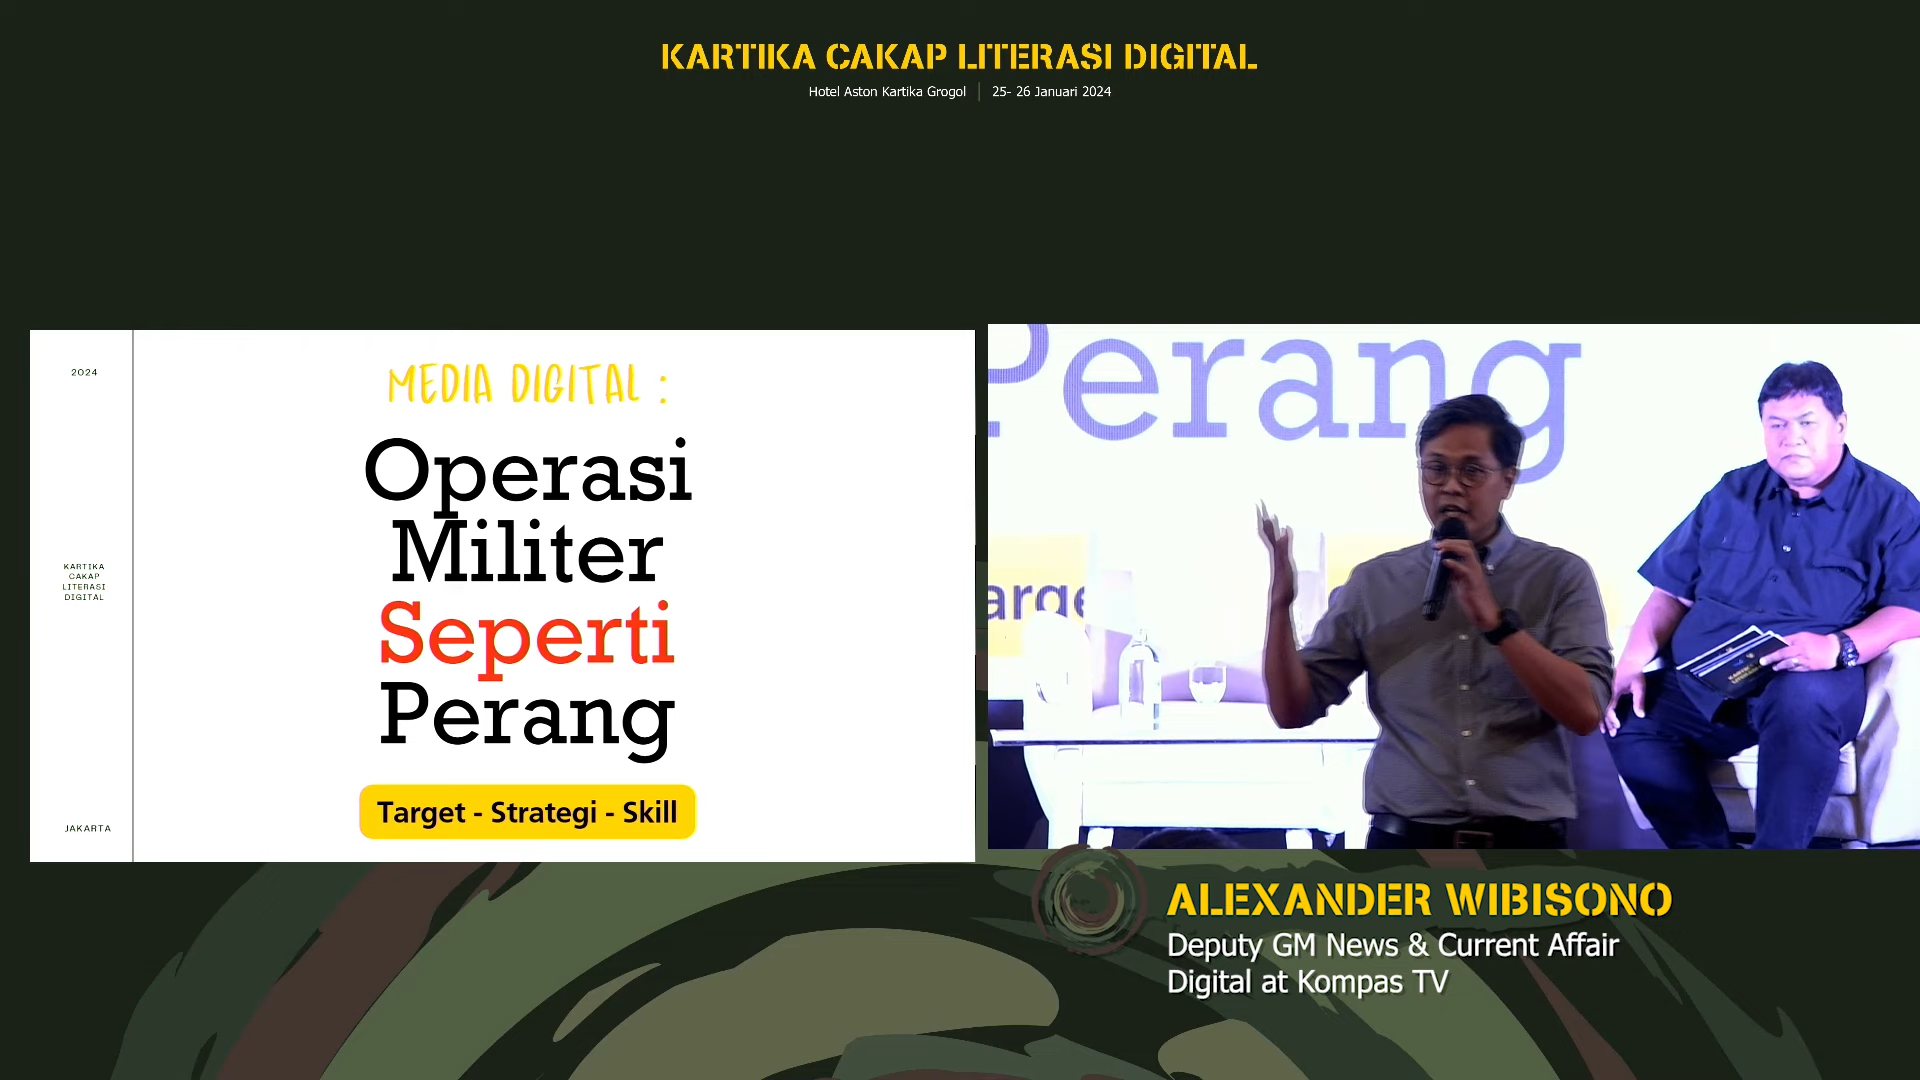 KARTIKA CAKAP LITERASI DIGITAL
Hotel Aston Kartika Grogol | 25- 26 Januari 2024
2024
KARTIKA
CAKAP
LITERASI
DIGITAL
JAKARTA
MEDIA DIGITAL :
Operasi
Militer
Seperti
Perang
Target - Strategi - Skill
Perang
arge
ALEXANDER WIBISONO
Deputy GM News & Current Affair
Digital at Kompas TV